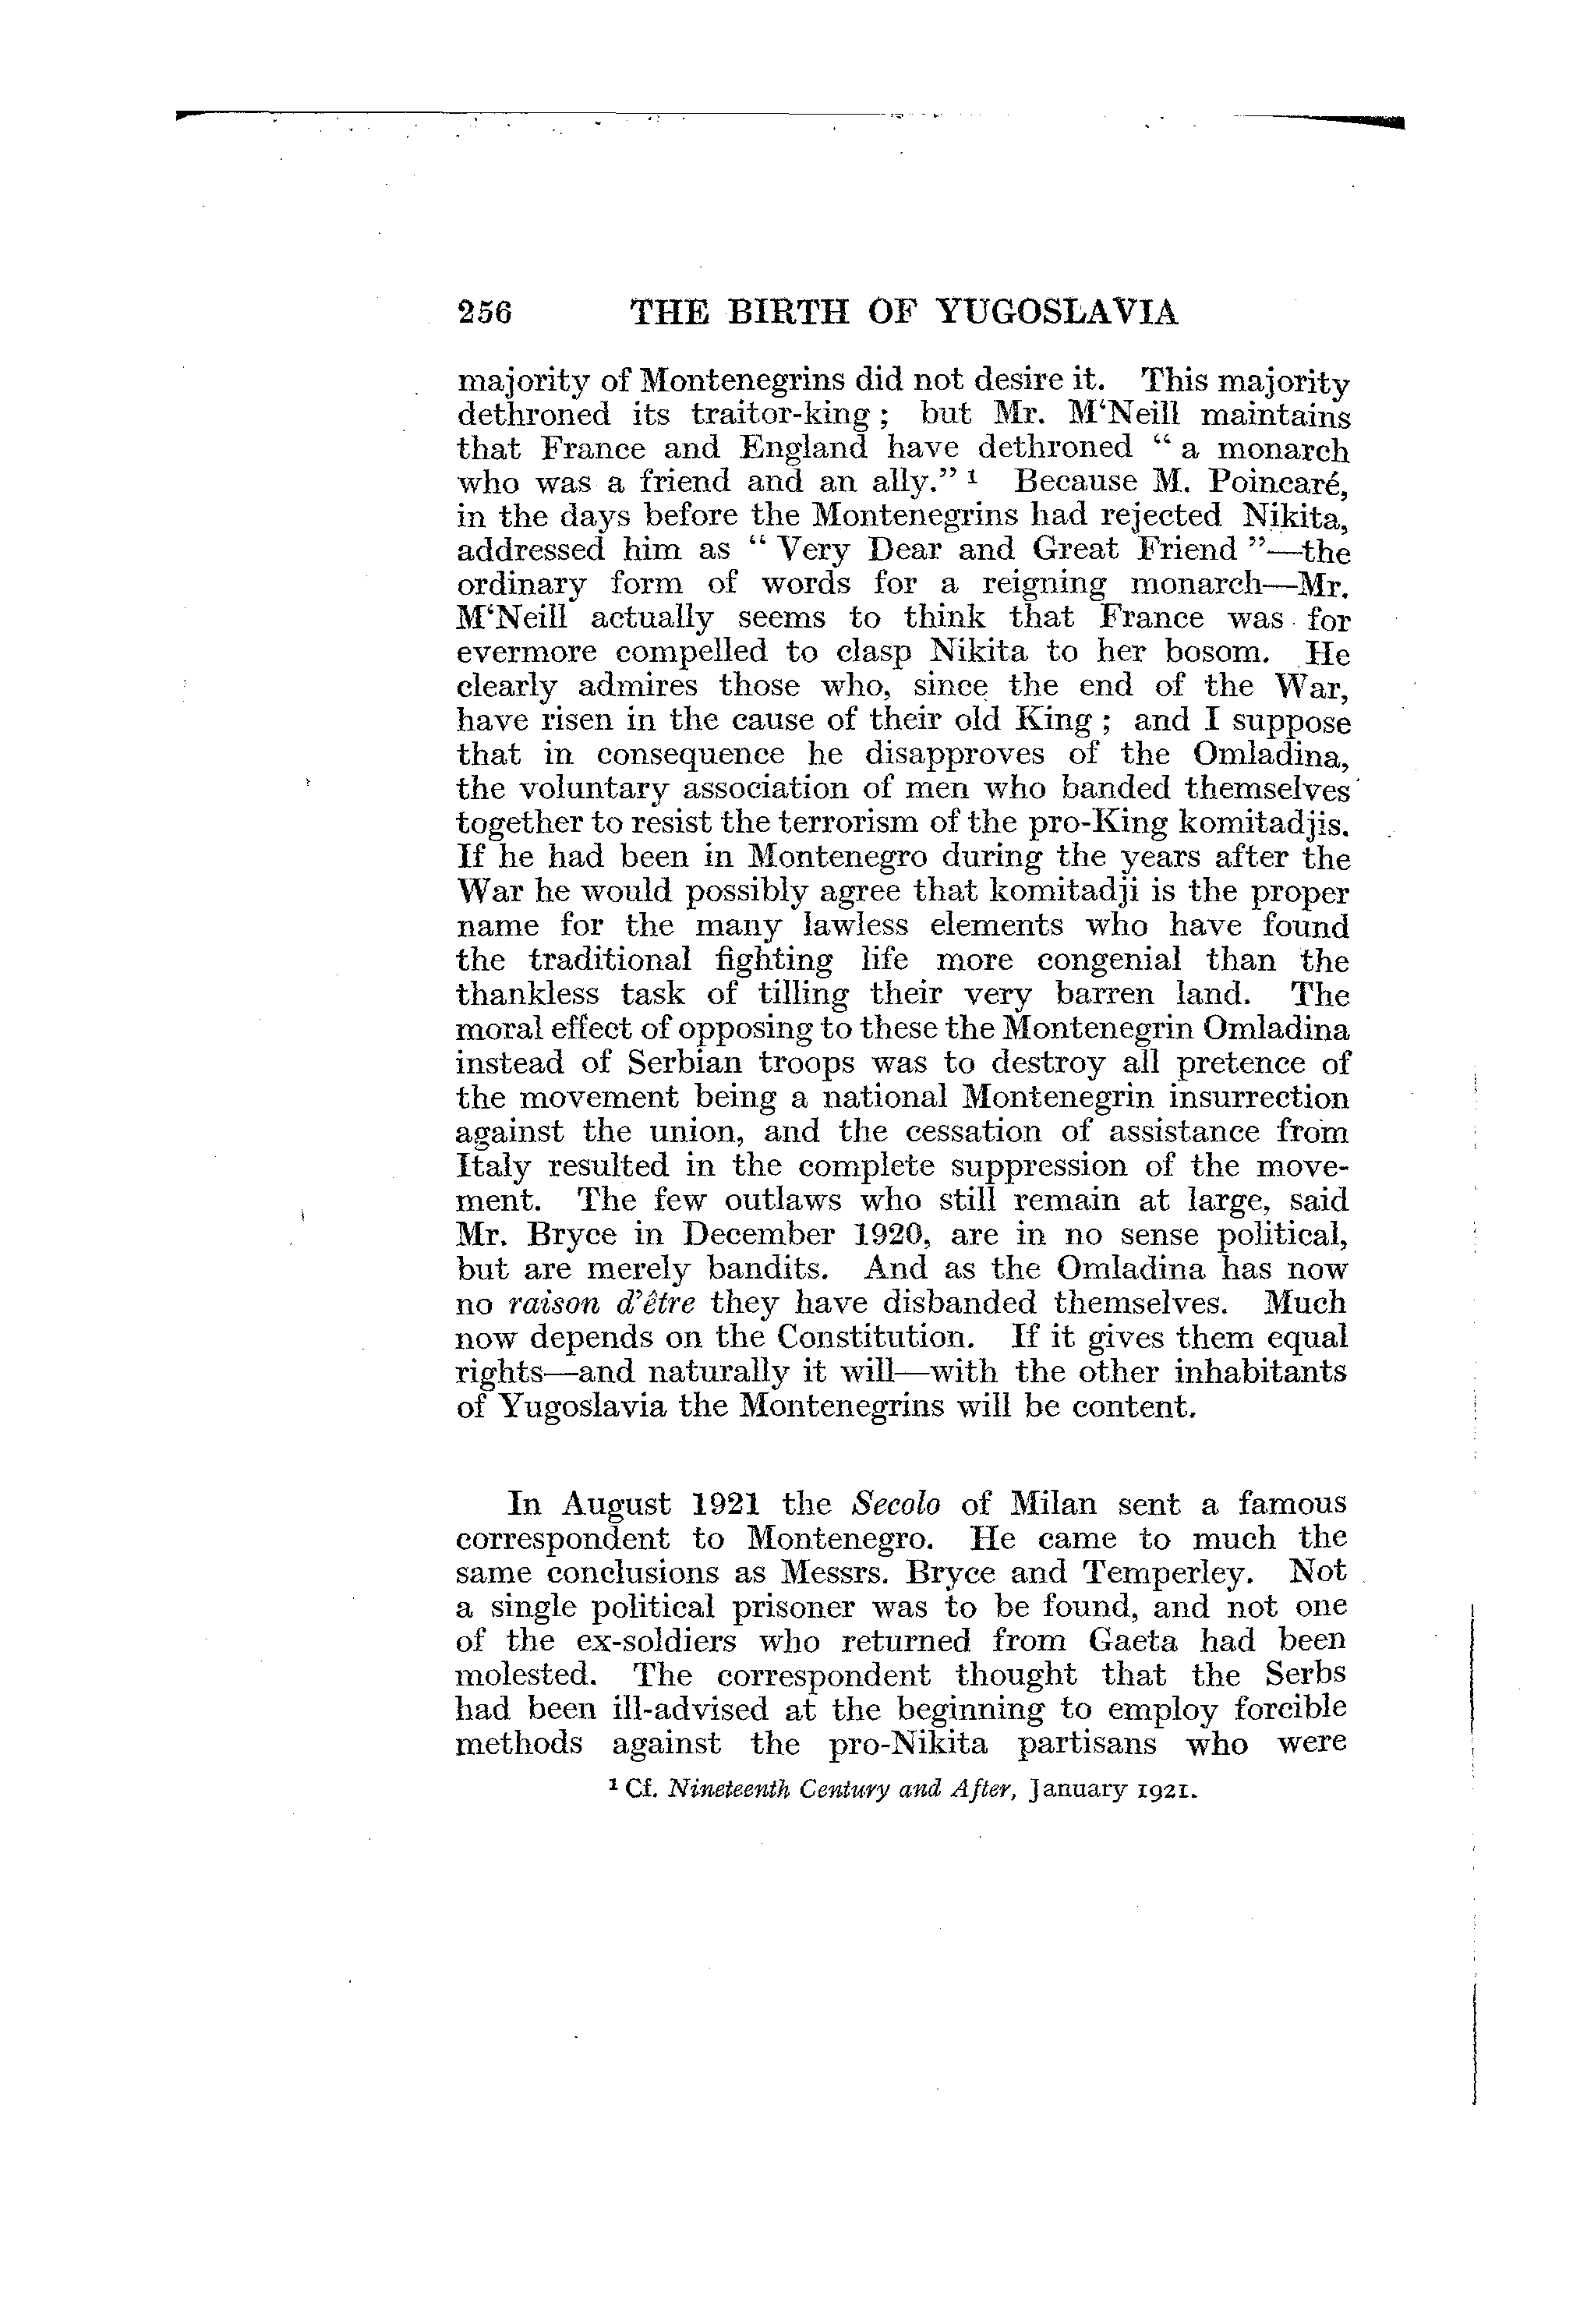 256 THE BIRTH OF YUGOSLAVIA
majority of Montenegrins did not desire it. This majority
dethroned its traitor-king; but Mr. M‘Neill maintains
that France and England have dethroned “ a monarch
who was a friend and an ally.” 1 Because M. Poincaré,
in the days before the Montenegrins had rejected Nikita,
addressed him as “ Very Dear and Great Friend ”—the
ordinary form of words for a reigning monarch—Mr.
M‘Neill actually seems to think that France was for
evermore compelled to clasp Nikita to her bosom. He
clearly admires those who, since the end of the War,
have risen in the cause of their old King ; and I suppose
that in consequence he disapproves of the Omladina,
the voluntary association of men who banded themselves
together to resist the terrorism of the pro-King komitadjis.
If he had been in Montenegro during the years after the
War he would possibly agree that komitadji is the proper
name for the many lawless elements who have found
the traditional fighting life more congenial than the
thankless task of tilling their very barren land. The
moral effect of opposing to these the Montenegrin Omladina
instead of Serbian troops was to destroy all pretence of
the movement being a national Montenegrin insurrection
against the union, and the cessation of assistance from
Italy resulted in the complete suppression of the move-
ment. The few outlaws who still remain at large, said
Mr. Bryce in December 1920, are in no sense political,
but are merely bandits. And as the Omladina has now
no raison d’être they have disbanded themselves. Much
now depends on the Constitution. If it gives them equal
rights—and naturally it will—with the other inhabitants
of Yugoslavia the Montenegrins will be content.
In August 1921 the Secolo of Milan sent a famous
correspondent to Montenegro. He came to much the
same conclusions as Messrs. Bryce and Temperley. Not
a single political prisoner was to be found, and not one
of the ex-soldiers who returned from Gaeta had been
molested. The correspondent thought that the Serbs
had been ill-advised at the beginning to employ forcible
methods against the pro-Nikita partisans who were
1 Cf. Nineteenth Century and After, January 1921.